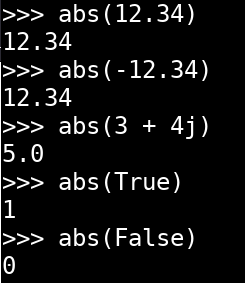 >>> abs(12.34)
12.34
>>> abs(-12.34)
12.34
>>> abs(3 + 4j)
5.0
>>> abs(True)
1
>>> abs(False)
0